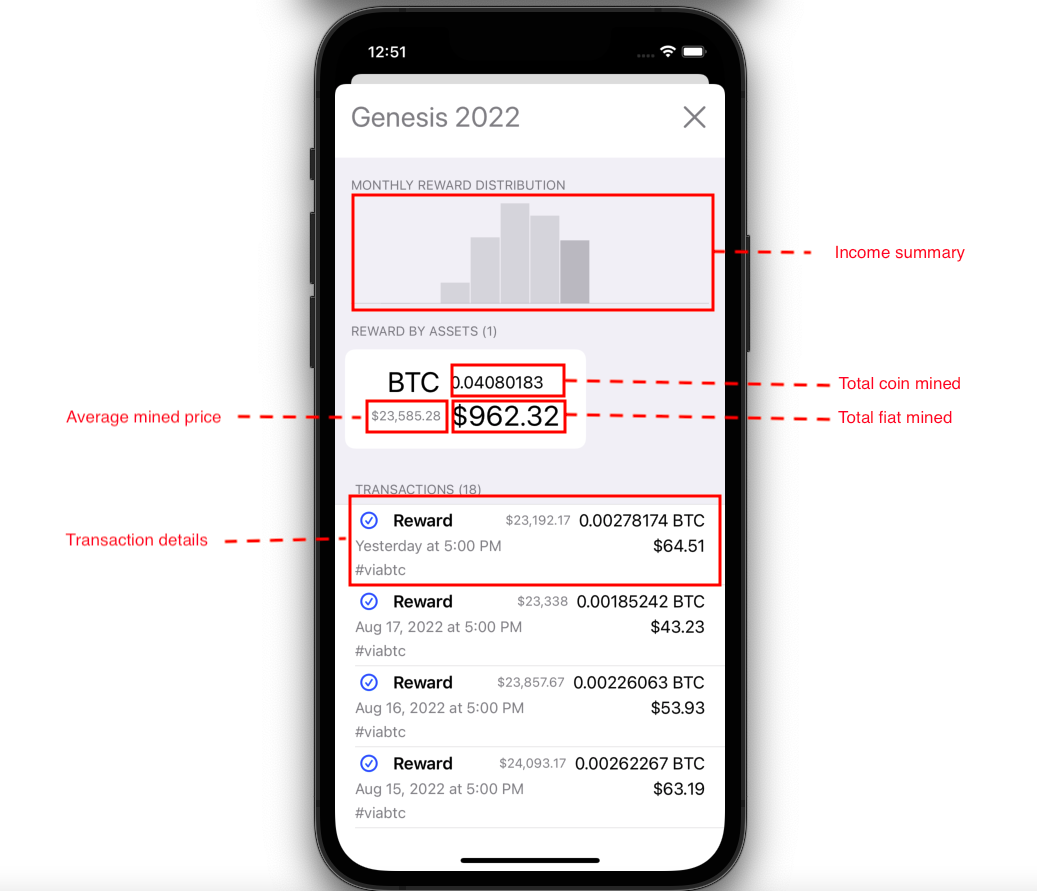 12:51
Genesis 2022
MONTHLY REWARD DISTRIBUTION
Income summary
REWARD BY ASSETS (1)
BTC 0.04080183
Total coin mined
Average mined price
$23,585.28 $962.32
Total fiat mined
TRANSACTIONS (18)
Reward $23,192.17 0.00278174 BTC
Transaction details
Yesterday at 5:00 PM $64.51
#viabtc
Reward $23,338 0.00185242 BTC
Aug 17, 2022 at 5:00 PM $43.23
#viabtc
Reward $23,857.67 0.00226063 BTC
Aug 16, 2022 at 5:00 PM $53.93
#viabtc
Reward $24,093.17 0.00262267 BTC
Aug 15, 2022 at 5:00 PM $63.19
#viabtc